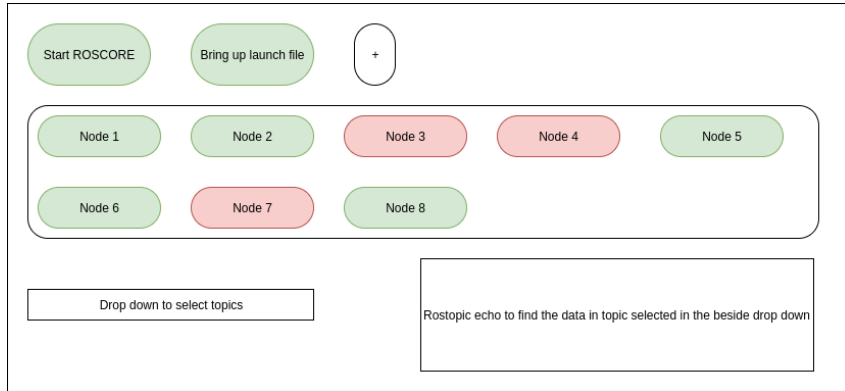 Start ROSCORE
Bring up launch file
+
Node 1
Node 2
Node 3
Node 4
Node 5
Node 6
Node 7
Node 8
Drop down to select topics
Rostopic echo to find the data in topic selected in the beside drop down